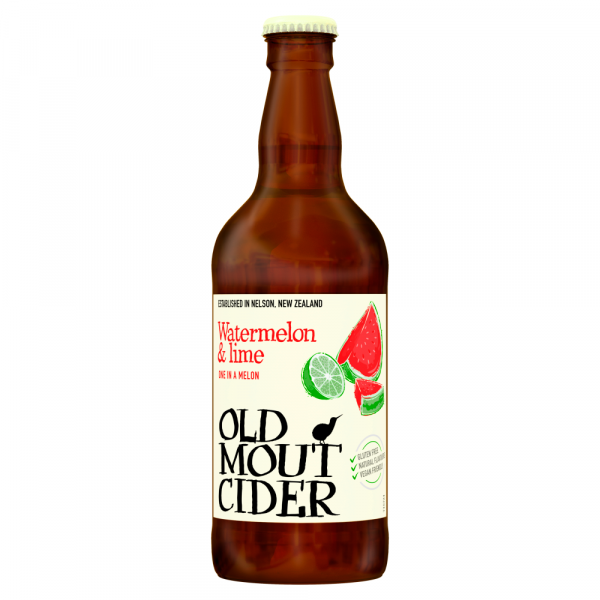 ESTABLISHED IN NELSON, NEW ZEALAND
Watermelon
& lime
ONE IN A MELON
OLD
MOUT
CIDER
GLUTEN FREE
NATURAL FLAVOURS
VEGAN FRIENDLY